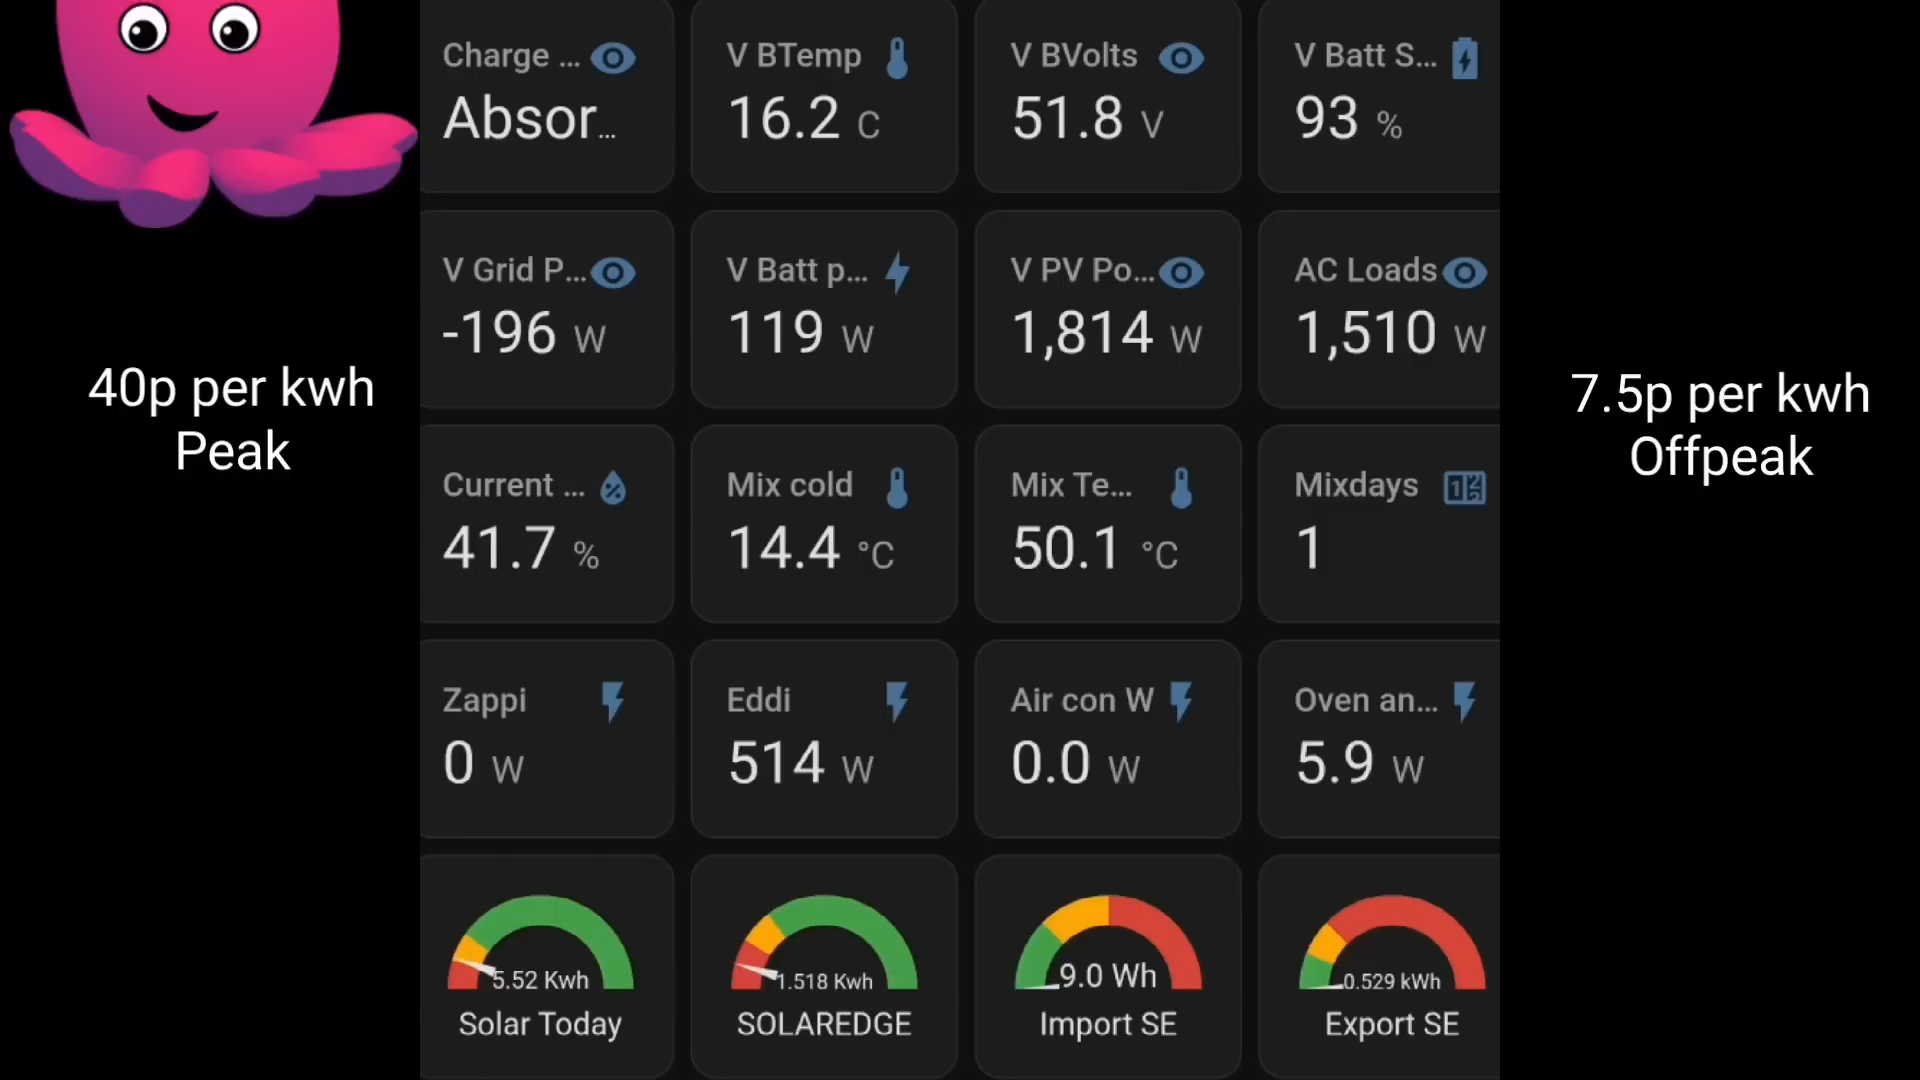 Charge ...
Absor...
V BTemp
16.2 C
V BVolts
51.8 V
V Batt S...
93 %
V Grid P...
-196 W
V Batt p...
119 W
V PV Po...
1,814 W
AC Loads
1,510 W
40p per kwh
Peak
7.5p per kwh
Offpeak
Current ...
41.7 %
Mix cold
14.4 °C
Mix Te...
50.1 °C
Mixdays
1
Zappi
0 W
Eddi
514 W
Air con W
0.0 W
Oven an...
5.9 W
5.52 Kwh
Solar Today
1.518 Kwh
SOLAREDGE
9.0 Wh
Import SE
0.529 kWh
Export SE